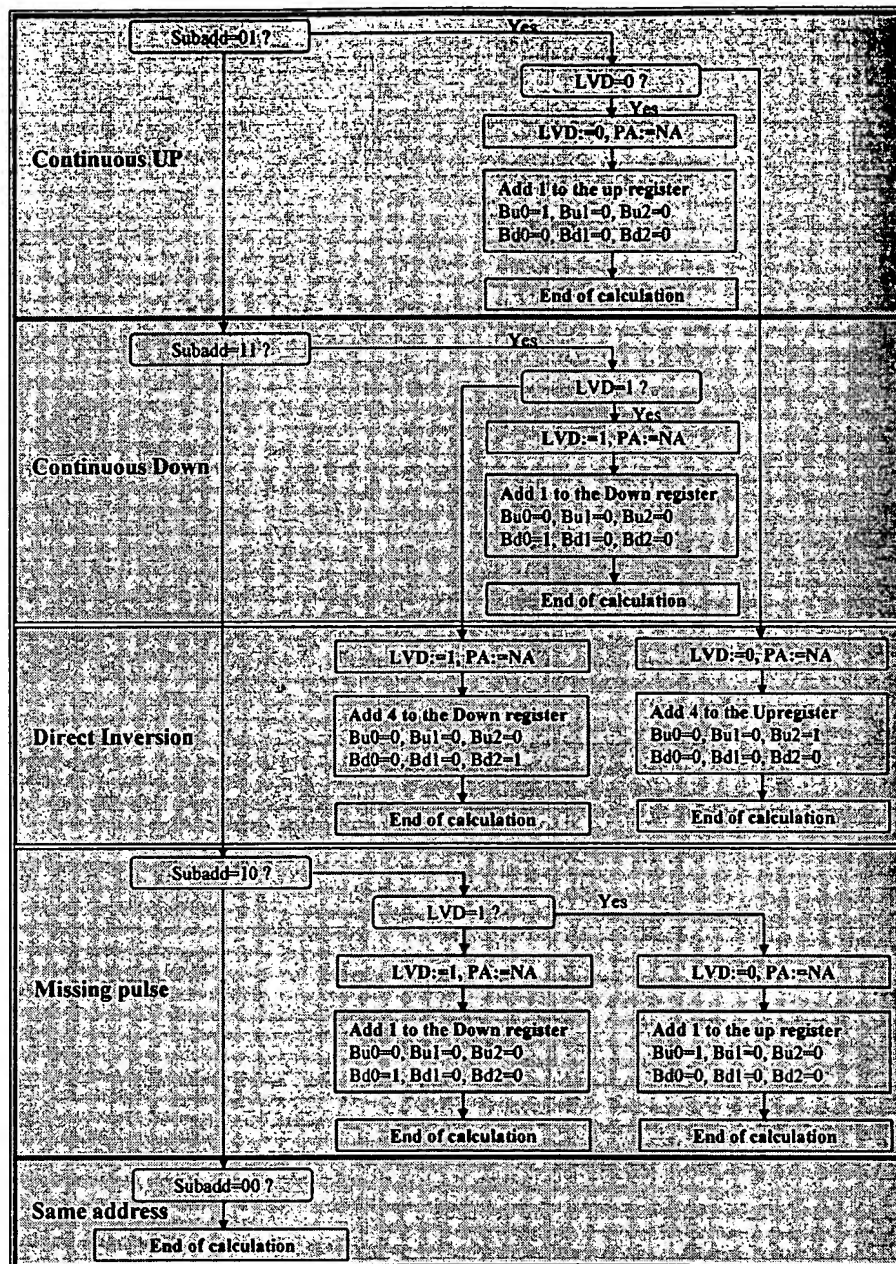 Subadd=01 ?
Yes
LVD=0 ?
Yes
LVD:=0, PA:=NA
Continuous UP
Add 1 to the up register
Bu0=1, Bu1=0, Bu2=0
Bd0=0, Bd1=0, Bd2=0
End of calculation
Subadd=11 ?
Yes
LVD=1 ?
Yes
LVD:=1, PA:=NA
Continuous Down
Add 1 to the Down register
Bu0=0, Bu1=0, Bu2=0
Bd0=1, Bd1=0, Bd2=0
End of calculation
LVD:=1, PA:=NA
LVD:=0, PA:=NA
Direct Inversion
Add 4 to the Down register
Bu0=0, Bu1=0, Bu2=0
Bd0=0, Bd1=0, Bd2=1
Add 4 to the Upregister
Bu0=0, Bu1=0, Bu2=1
Bd0=0, Bd1=0, Bd2=0
End of calculation
End of calculation
Subadd=10 ?
LVD=1 ?
Yes
LVD:=1, PA:=NA
LVD:=0, PA:=NA
Missing pulse
Add 1 to the Down register
Bu0=0, Bu1=0, Bu2=0
Bd0=1, Bd1=0, Bd2=0
Add 1 to the up register
Bu0=1, Bu1=0, Bu2=0
Bd0=0, Bd1=0, Bd2=0
End of calculation
End of calculation
Subadd=00 ?
Same address
End of calculation